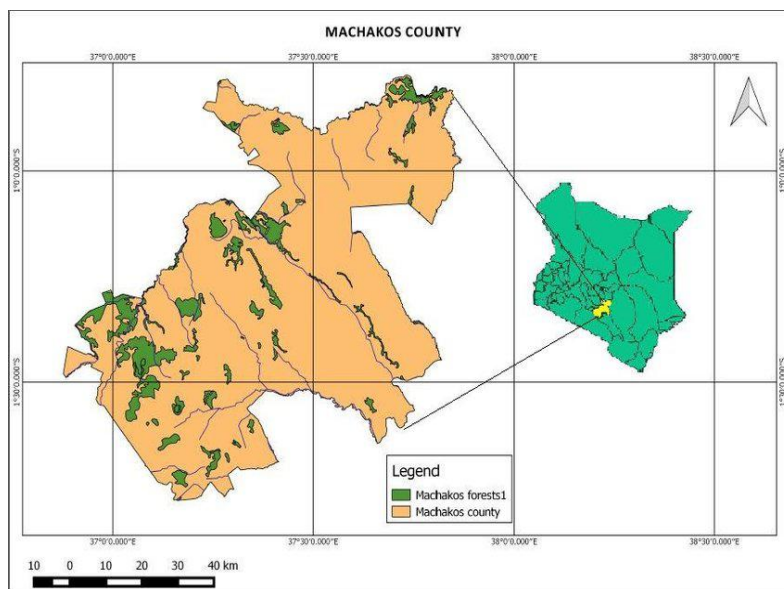 MACHAKOS COUNTY
37°0'0.000"E
37°30'0.000"E
38°0'0.000"E
38°30'0.000"E
1°0'0.000"S
1°0'0.000"S
1°30'0.000"S
1°30'0.000"S
Legend
Machakos forests1
Machakos county
37°0'0.000"E
37°30'0.000"E
38°0'0.000"E
38°30'0.000"E
10 0 10 20 30 40 km